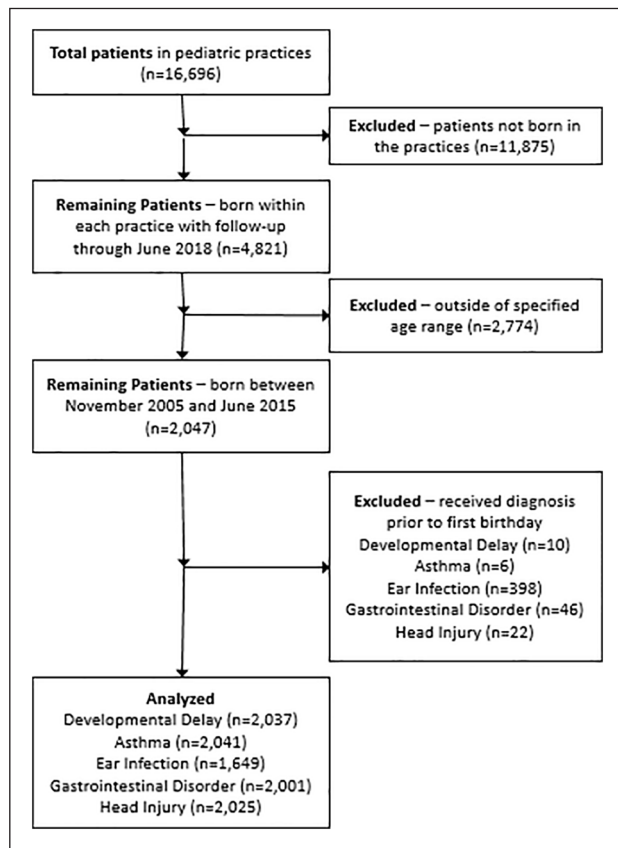 Total patients in pediatric practices
(n=16,696)
Excluded – patients not born in
the practices (n=11,875)
Remaining Patients – born within
each practice with follow-up
through June 2018 (n=4,821)
Excluded – outside of specified
age range (n=2,774)
Remaining Patients – born between
November 2005 and June 2015
(n=2,047)
Excluded – received diagnosis
prior to first birthday
Developmental Delay (n=10)
Asthma (n=6)
Ear Infection (n=398)
Gastrointestinal Disorder (n=46)
Head Injury (n=22)
Analyzed
Developmental Delay (n=2,037)
Asthma (n=2,041)
Ear Infection (n=1,649)
Gastrointestinal Disorder (n=2,001)
Head Injury (n=2,025)